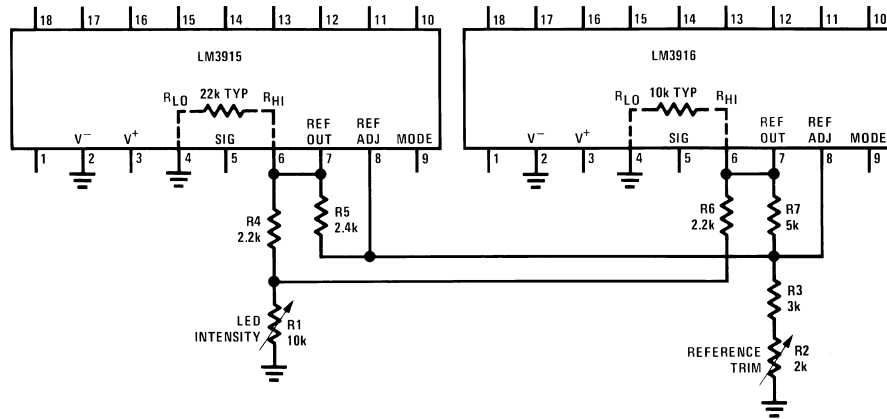 18 17 16 15 14 13 12 11 10
LM3915
22k TYP
RLO RHI
V− V+ SIG REF OUT REF ADJ MODE
1 2 3 4 5 6 7 8 9
R4
2.2k
R5
2.4k
LED
INTENSITY
R1
10k
18 17 16 15 14 13 12 11 10
LM3916
10k TYP
RLO RHI
V− V+ SIG REF OUT REF ADJ MODE
1 2 3 4 5 6 7 8 9
R6
2.2k
R7
5k
R3
3k
REFERENCE
TRIM
R2
2k